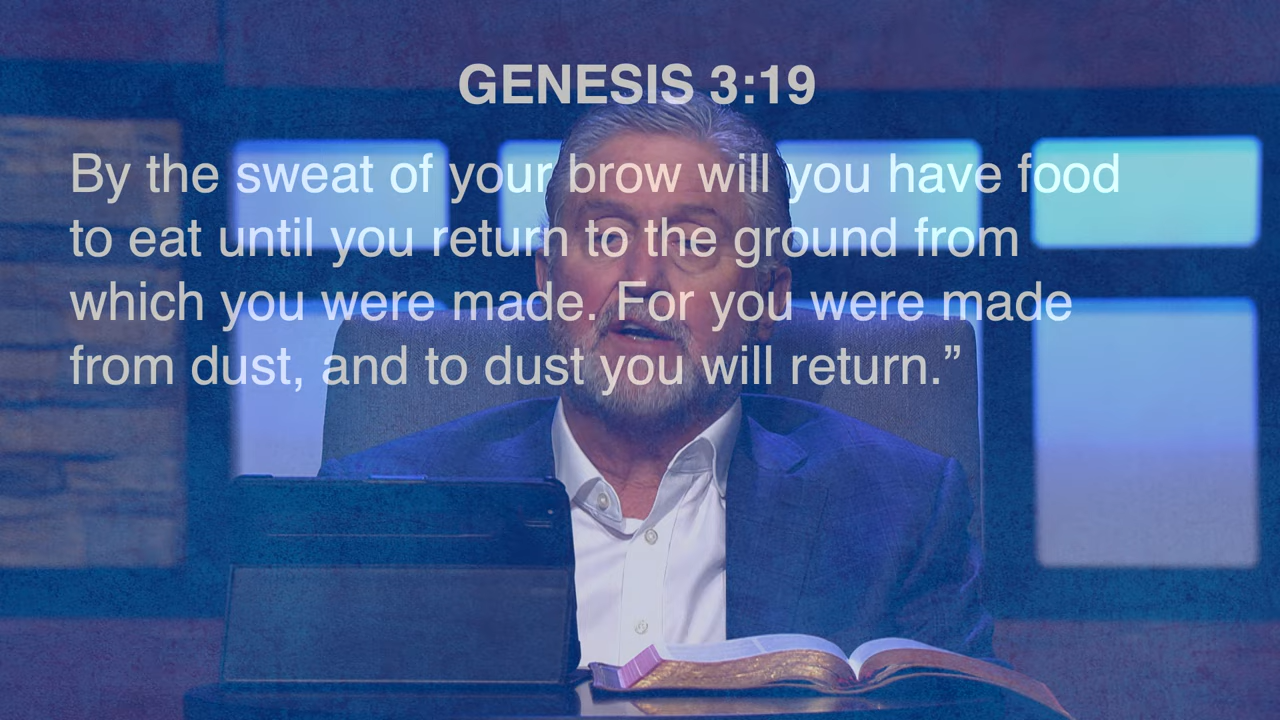 GENESIS 3:19
By the sweat of your brow will you have food
to eat until you return to the ground from
which you were made. For you were made
from dust, and to dust you will return.”